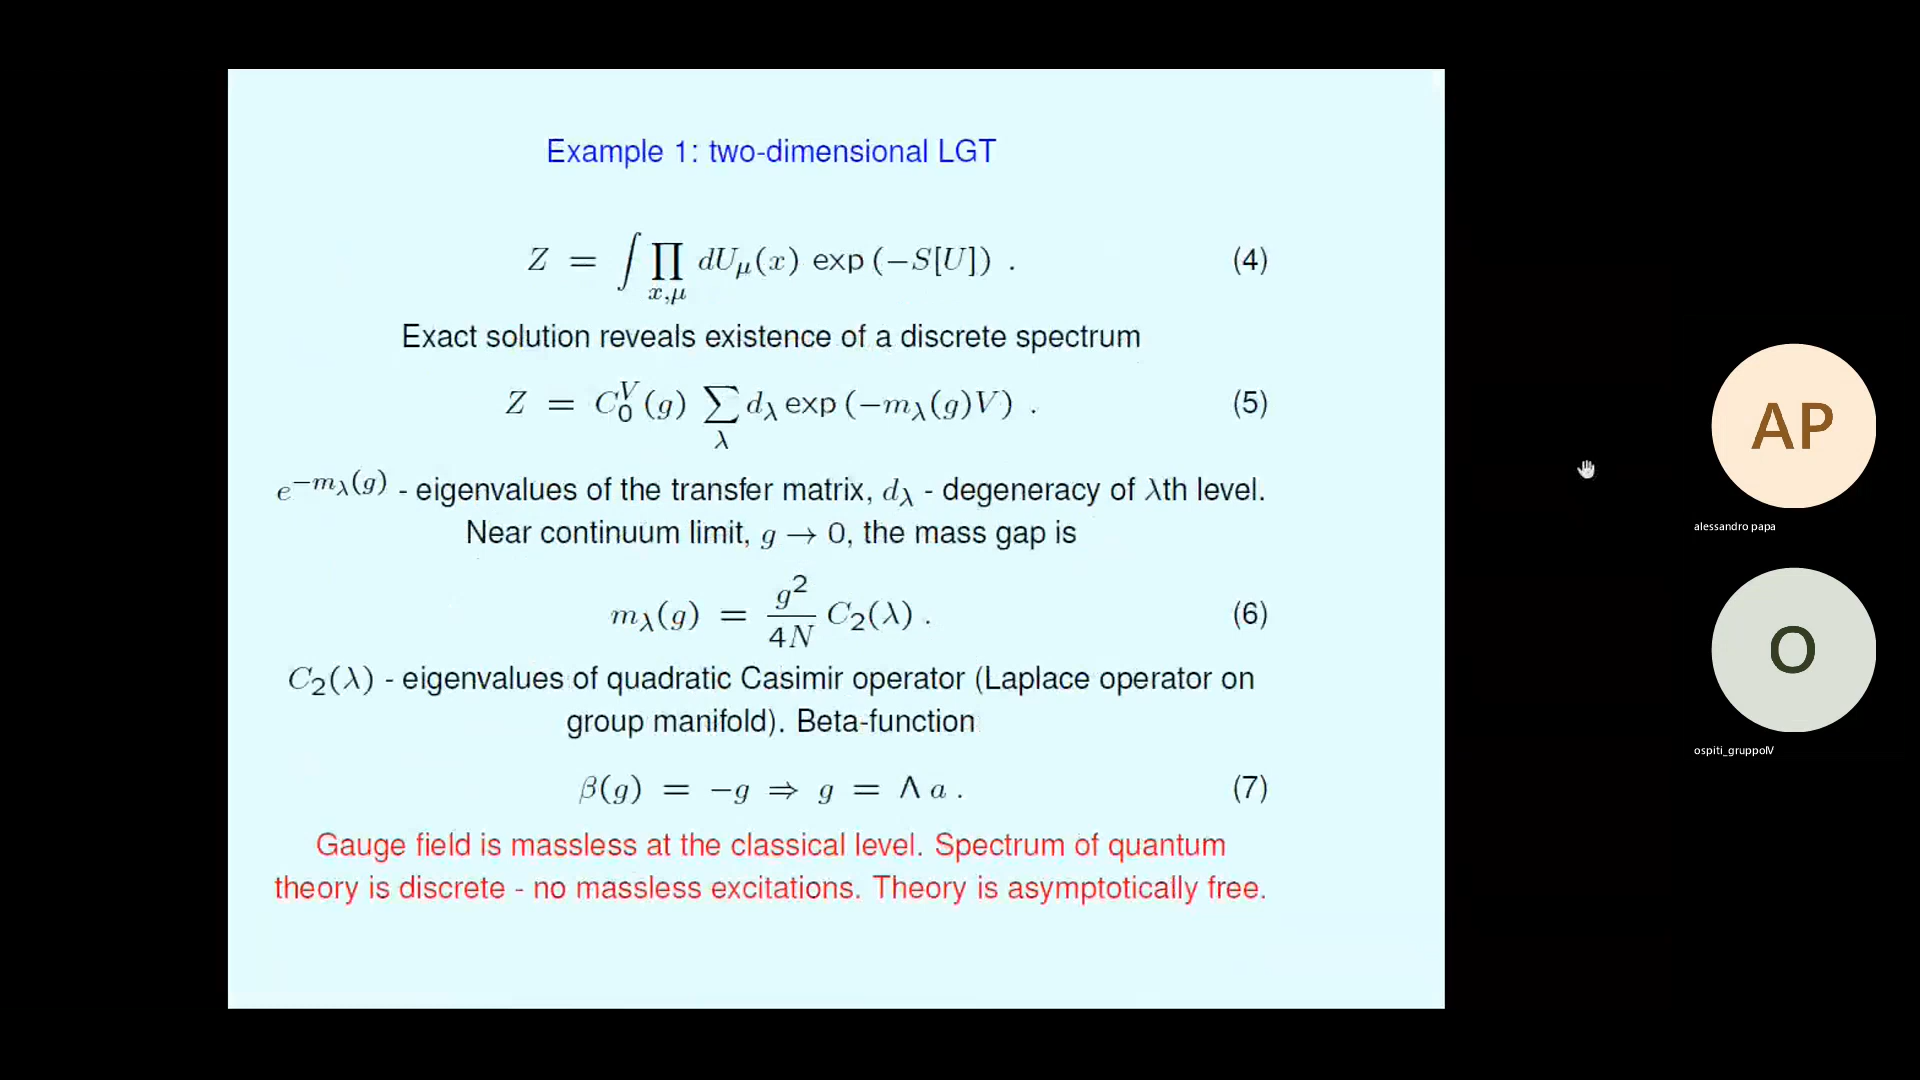 Example 1: two-dimensional LGT
Z = ∫ ∏_{x,μ} dU_μ(x) exp (−S[U]) . (4)
Exact solution reveals existence of a discrete spectrum
Z = C_0^V (g) ∑_λ d_λ exp (−m_λ(g)V) . (5)
e^{−m_λ(g)} - eigenvalues of the transfer matrix, d_λ - degeneracy of λth level.
Near continuum limit, g → 0, the mass gap is
m_λ(g) = g^2/4N C_2(λ) . (6)
C_2(λ) - eigenvalues of quadratic Casimir operator (Laplace operator on
group manifold). Beta-function
β(g) = −g ⇒ g = Λ a . (7)
Gauge field is massless at the classical level. Spectrum of quantum
theory is discrete - no massless excitations. Theory is asymptotically free.
AP
alessandro papa
O
ospiti_gruppoIV